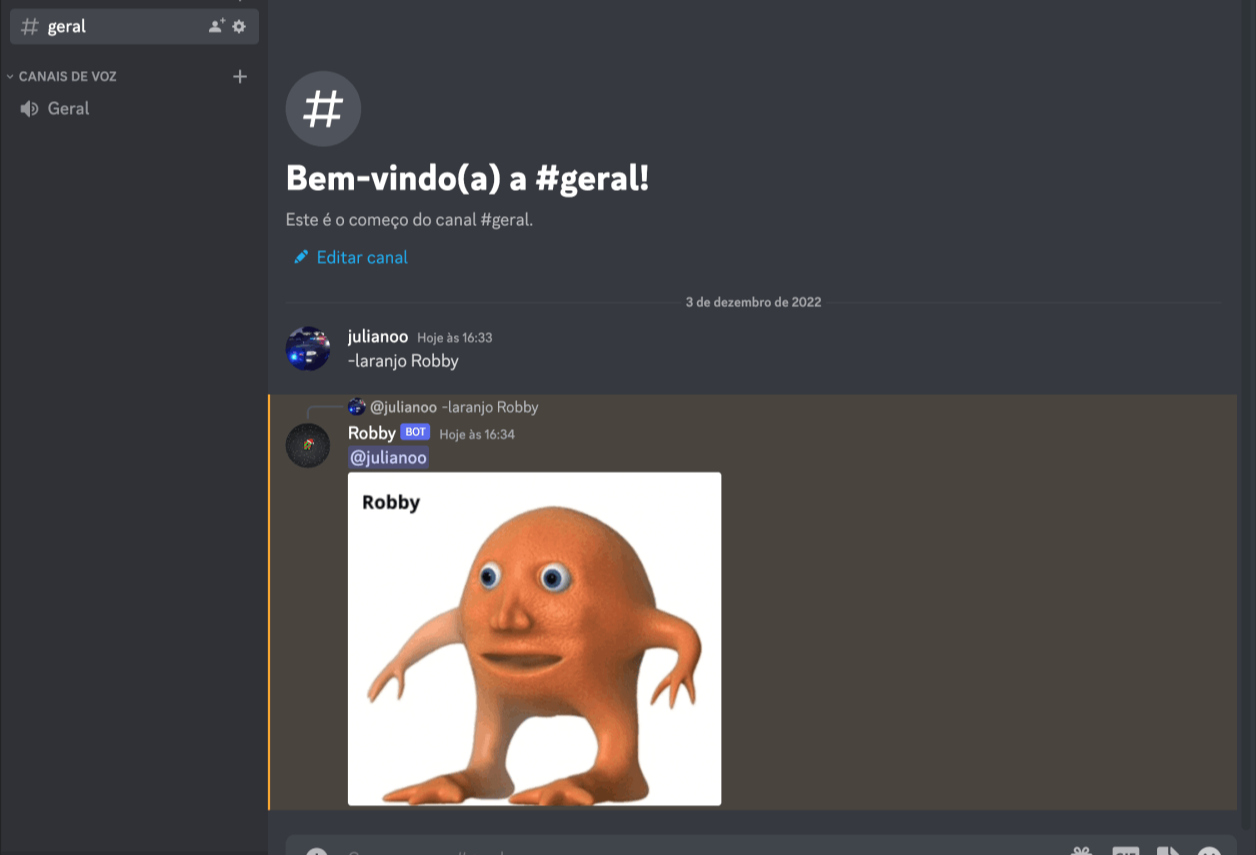 geral
CANAIS DE VOZ
Geral
Bem-vindo(a) a #geral!
Este é o começo do canal #geral.
Editar canal
3 de dezembro de 2022
julianoo Hoje às 16:33
-laranjo Robby
@julianoo -laranjo Robby
Robby BOT Hoje às 16:34
@julianoo
Robby